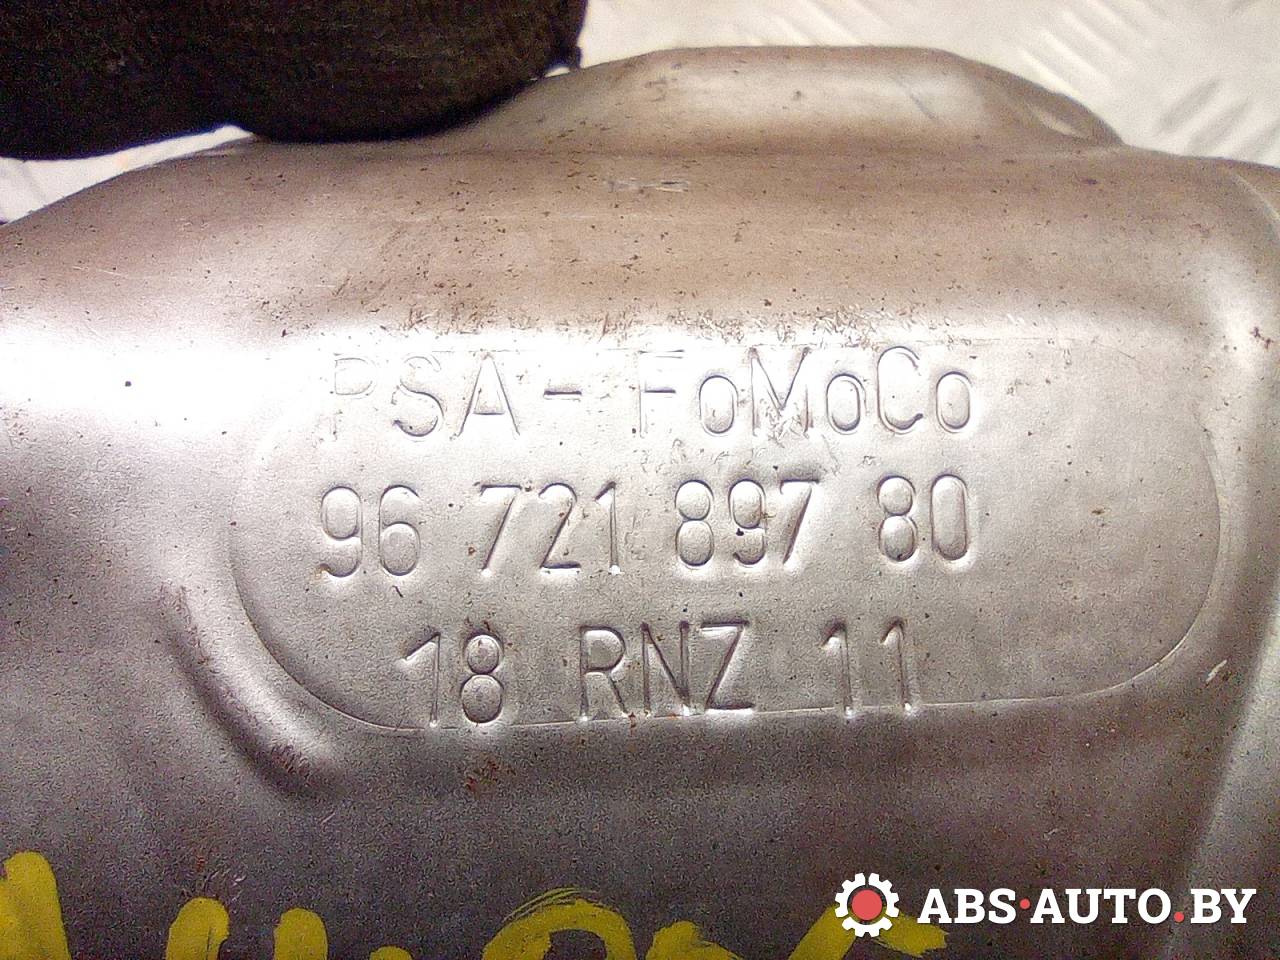 PSA - FoMoCo
96 721 897 80
18 RNZ 11
ABS·AUTO.BY